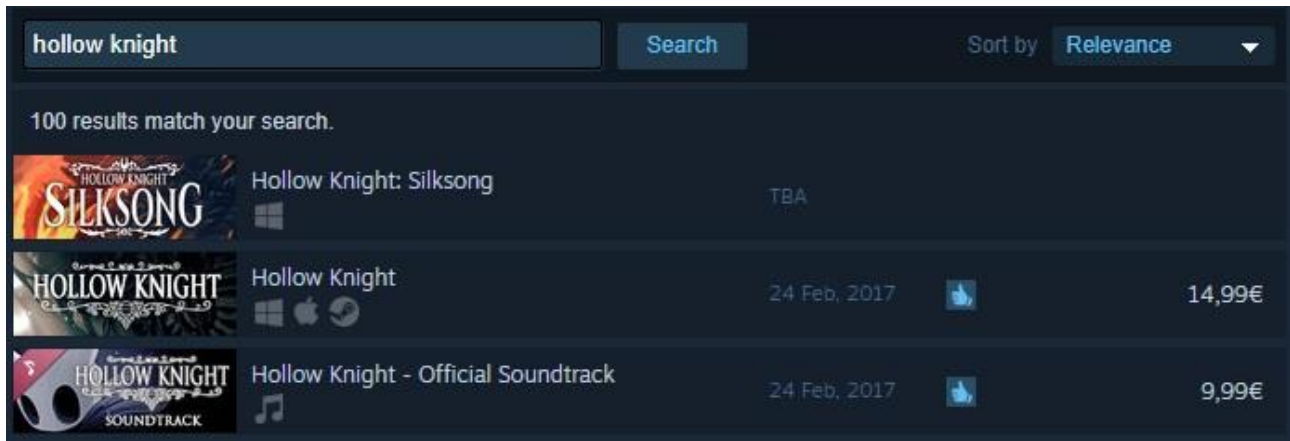 hollow knight
Search
Sort by
Relevance
100 results match your search.
HOLLOW KNIGHT
SILKSONG
Hollow Knight: Silksong
TBA
HOLLOW KNIGHT
Hollow Knight
24 Feb, 2017
14,99€
HOLLOW KNIGHT
SOUNDTRACK
Hollow Knight - Official Soundtrack
24 Feb, 2017
9,99€